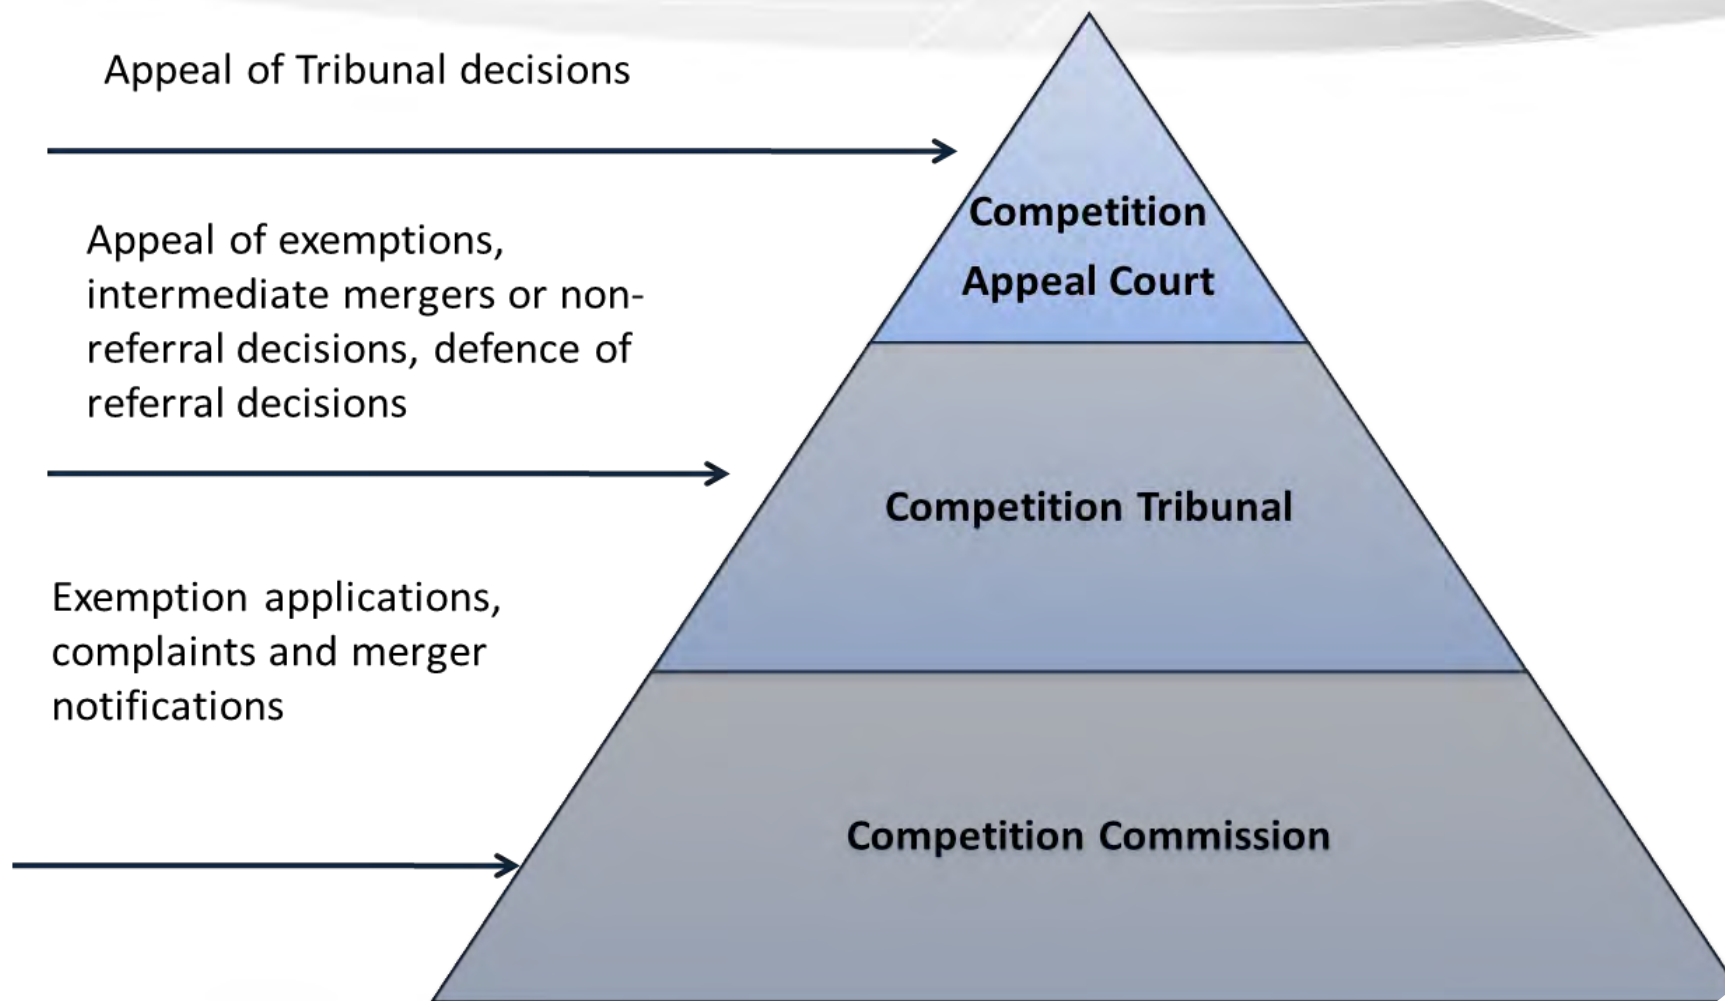 Appeal of Tribunal decisions
Competition
Appeal Court
Appeal of exemptions,
intermediate mergers or non-
referral decisions, defence of
referral decisions
Competition Tribunal
Exemption applications,
complaints and merger
notifications
Competition Commission